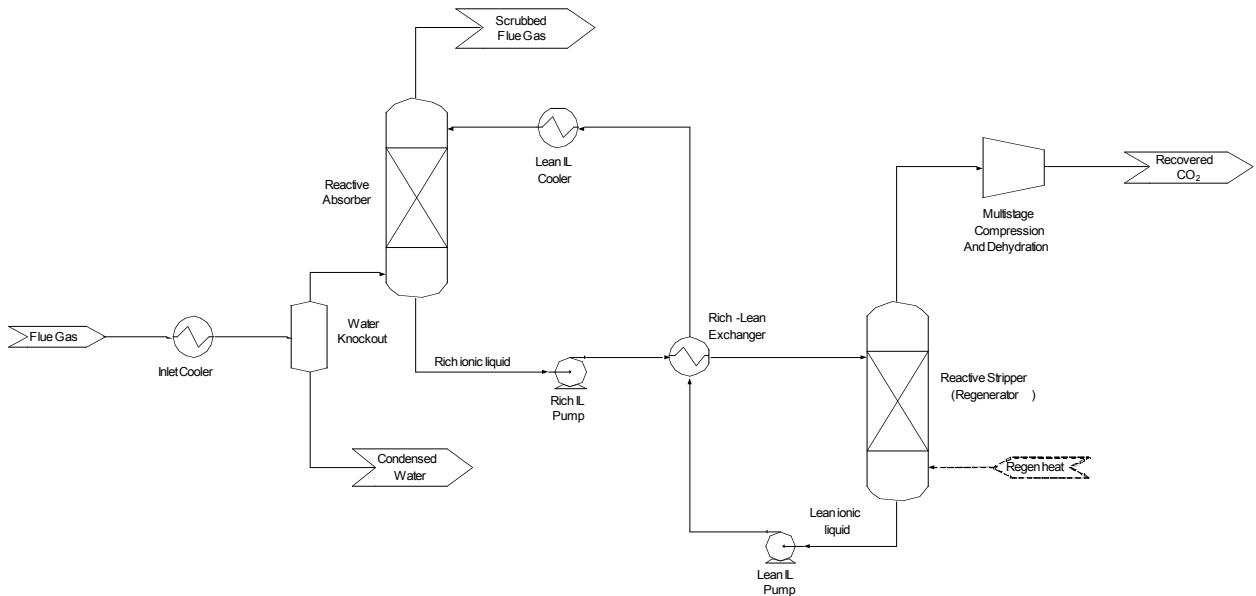 Scrubbed
Flue Gas
Lean IL
Cooler
Reactive
Absorber
Recovered
CO₂
Multistage
Compression
And Dehydration
Flue Gas
Inlet Cooler
Water
Knockout
Rich ionic liquid
Rich IL
Pump
Rich -Lean
Exchanger
Reactive Stripper
(Regenerator )
Condensed
Water
Regen heat
Lean ionic
liquid
Lean IL
Pump